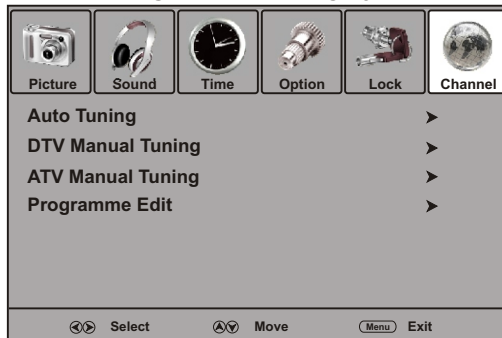 Picture Sound Time Option Lock Channel
Auto Tuning
DTV Manual Tuning
ATV Manual Tuning
Programme Edit
Select Move Menu Exit